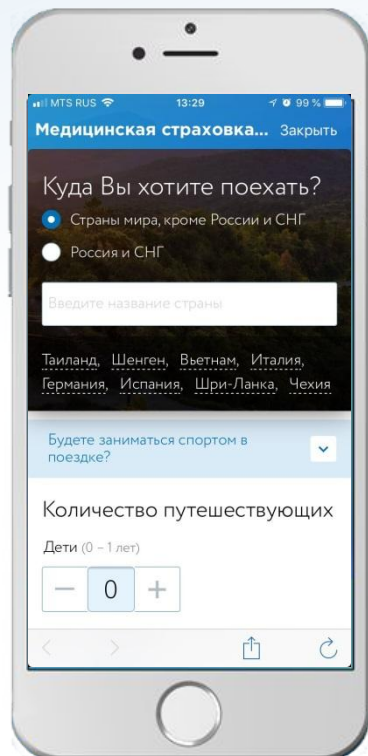 MTS RUS 13:29 99 %
Медицинская страховка... Закрыть
Куда Вы хотите поехать?
Страны мира, кроме России и СНГ
Россия и СНГ
Введите название страны
Таиланд, Шенген, Вьетнам, Италия,
Германия, Испания, Шри-Ланка, Чехия
Будете заниматься спортом в
поездке?
Количество путешествующих
Дети (0 – 1 лет)
— 0 +